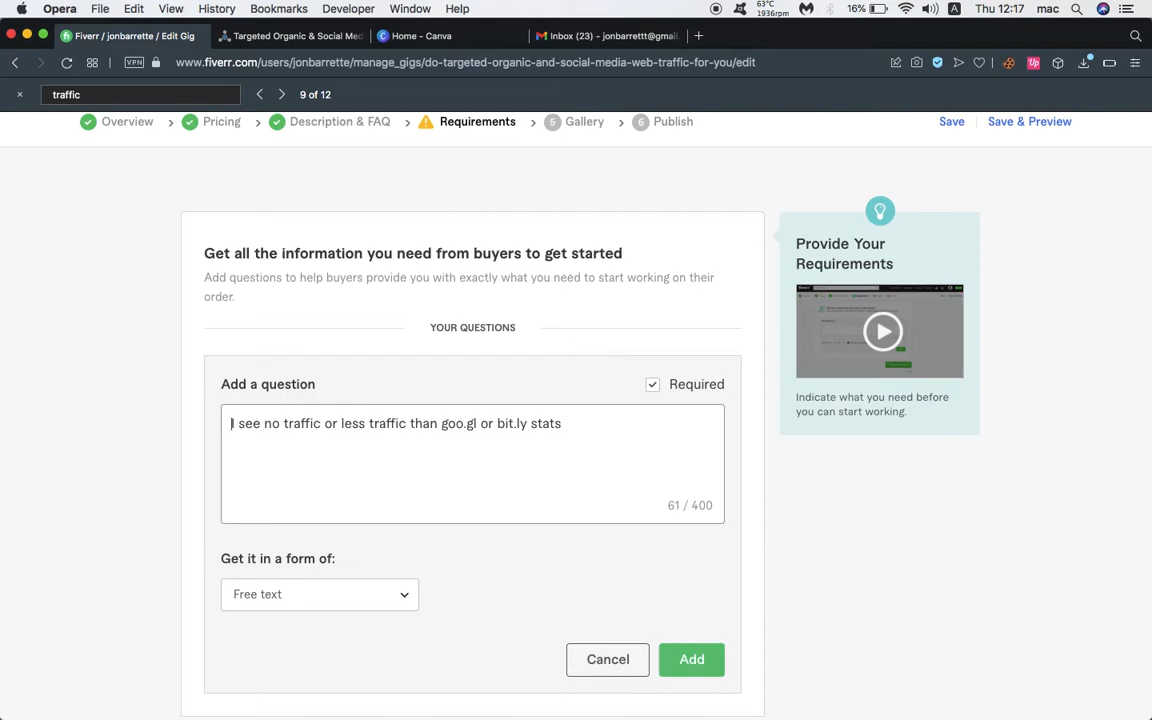 Opera File Edit View History Bookmarks Developer Window Help 63°C 1936rpm 16% A Thu 12:17 mac
Fiverr / jonbarrette / Edit Gig
Targeted Organic & Social Med
Home - Canva
Inbox (23) - jonbarrettt@gmail.
VPN
www.fiverr.com/users/jonbarrette/manage_gigs/do-targeted-organic-and-social-media-web-traffic-for-you/edit
Up
traffic
9 of 12
Overview
Pricing
Description & FAQ
Requirements
5 Gallery
6 Publish
Save
Save & Preview
Get all the information you need from buyers to get started
Add questions to help buyers provide you with exactly what you need to start working on their
order.
YOUR QUESTIONS
Add a question
Required
I see no traffic or less traffic than goo.gl or bit.ly stats
61 / 400
Get it in a form of:
Free text
Cancel
Add
Provide Your
Requirements
Indicate what you need before
you can start working.